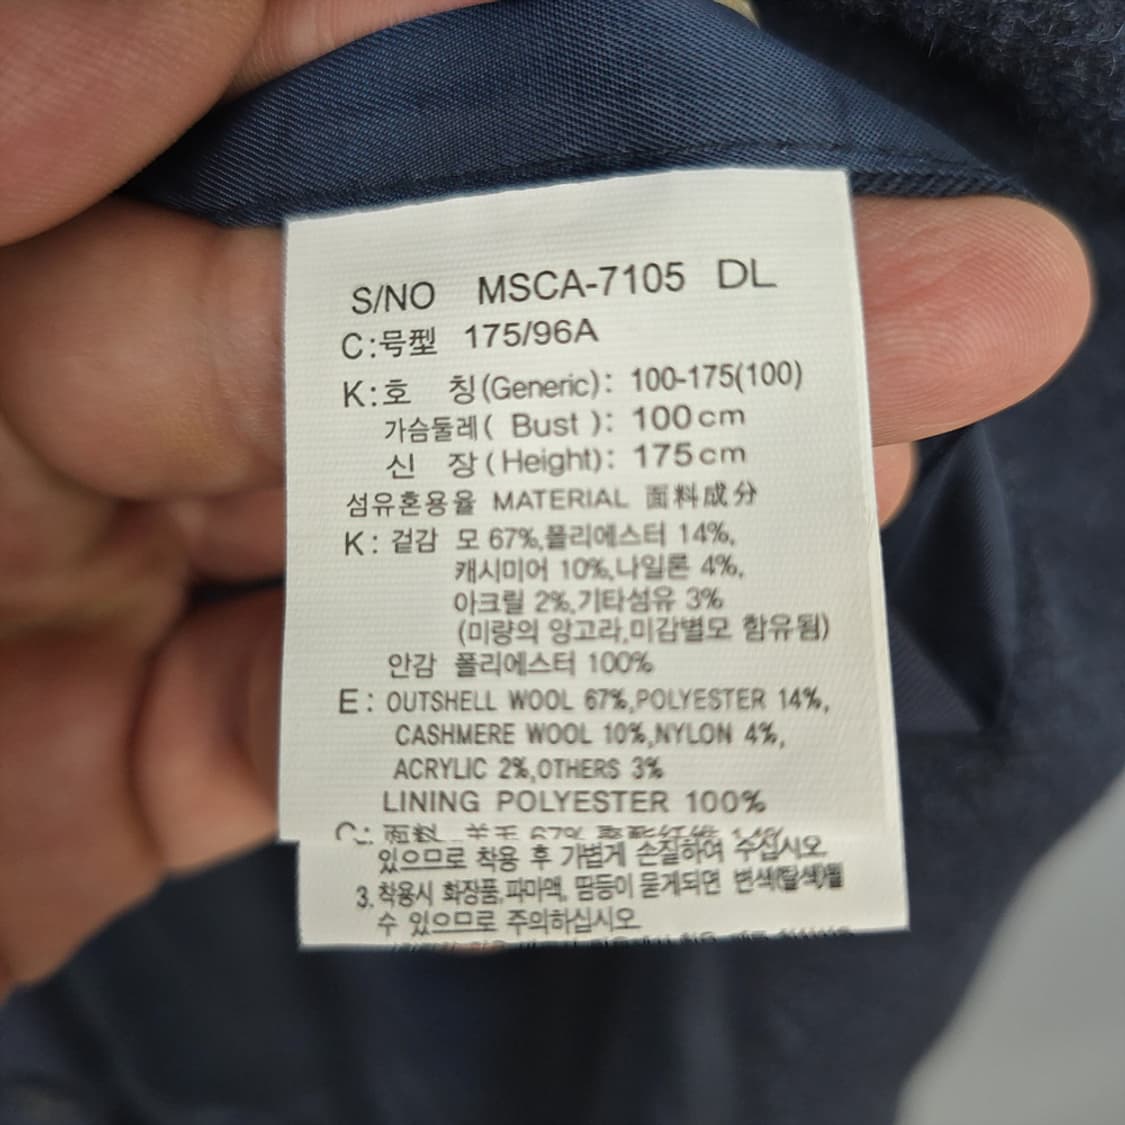 S/NO MSCA-7105 DL
C:号型 175/96A
K:호 칭(Generic): 100-175(100)
가슴둘레( Bust ): 100cm
신 장(Height): 175cm
섬유혼용율 MATERIAL 面料成分
K: 겉감 모 67%,폴리에스터 14%,
캐시미어 10%,나일론 4%,
아크릴 2%,기타섬유 3%
(미량의 앙고라,미감별모 함유됨)
안감 폴리에스터 100%
E: OUTSHELL WOOL 67%,POLYESTER 14%,
CASHMERE WOOL 10%,NYLON 4%,
ACRYLIC 2%,OTHERS 3%
LINING POLYESTER 100%
C: 面料 羊毛 67% 14%
있으므로 착용 후 가볍게 손질하여 주십시오.
3.착용시 화장품,파마액, 땀등이 묻게되면 변색(탈색)될
수 있으므로 주의하십시오